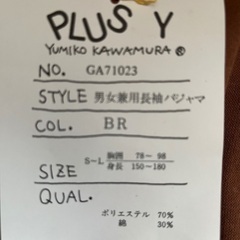 PLUS Y
YUMIKO KAWAMURA ®
NO. GA71023
STYLE 男女兼用長袖パジャマ
COL. BR
SIZE S~L 胸囲 78~ 98
身長 150~180
QUAL.
ポリエステル 70%
綿 30%